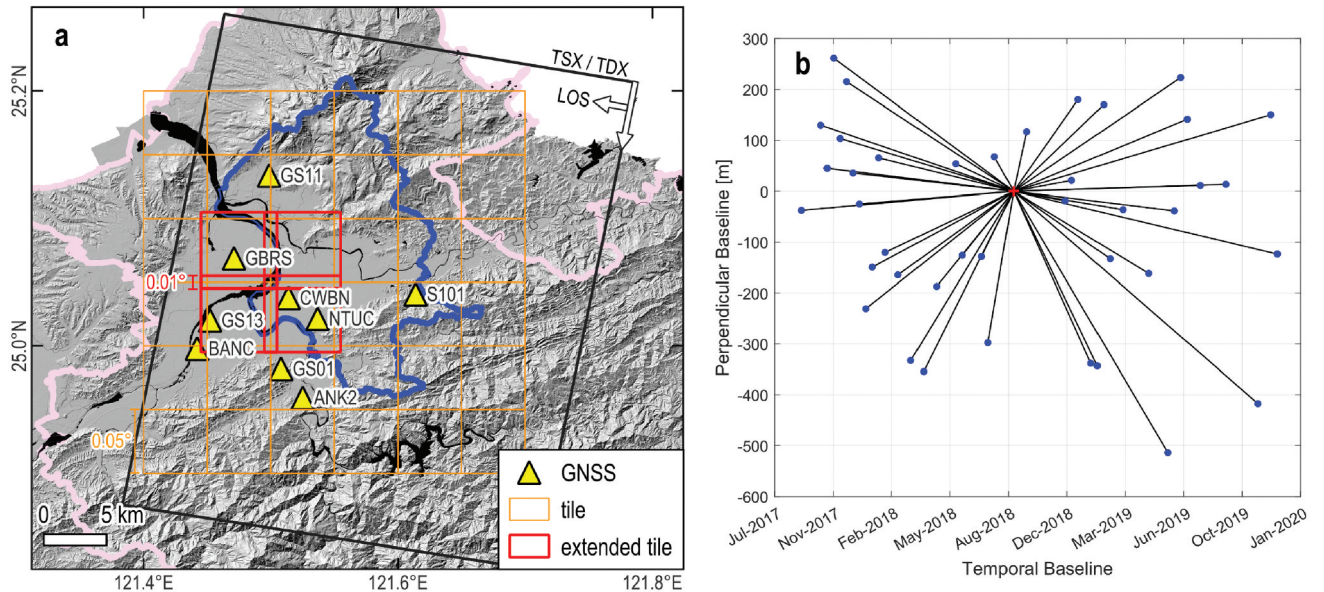 a
25.2°N
25.0°N
TSX / TDX
LOS
GS11
GBRS
0.01°
CWBN
S101
GS13
NTUC
BANC
GS01
ANK2
0.05°
0 5 km
GNSS
tile
extended tile
121.4°E
121.6°E
121.8°E
b
Perpendicular Baseline [m]
300
200
100
0
-100
-200
-300
-400
-500
-600
Jul-2017
Nov-2017
Feb-2018
May-2018
Aug-2018
Dec-2018
Mar-2019
Jun-2019
Oct-2019
Jan-2020
Temporal Baseline